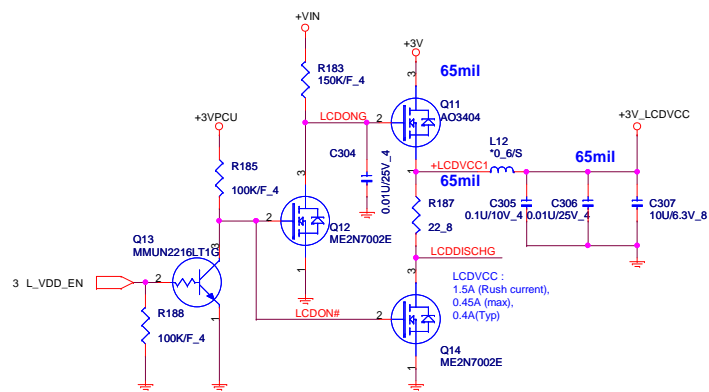 +VIN
+3V
65mil
R183
150K/F_4
3
Q11
AO3404
+3VPCU
LCDONG
2
+3V_LCDVCC
L12
*0_6/S
C304
0.01U/25V_4
1
+LCDVCC1
65mil
65mil
R185
100K/F_4
3
R187
22_8
C305
0.1U/10V_4
C306
0.01U/25V_4
C307
10U/6.3V_8
2
Q12
ME2N7002E
Q13
MMUN2216LT1G
3
1
LCDDISCHG
3
LCDVCC :
1.5A (Rush current),
0.45A (max),
0.4A(Typ)
3 L_VDD_EN
2
R188
100K/F_4
1
LCDON#
2
Q14
ME2N7002E
1